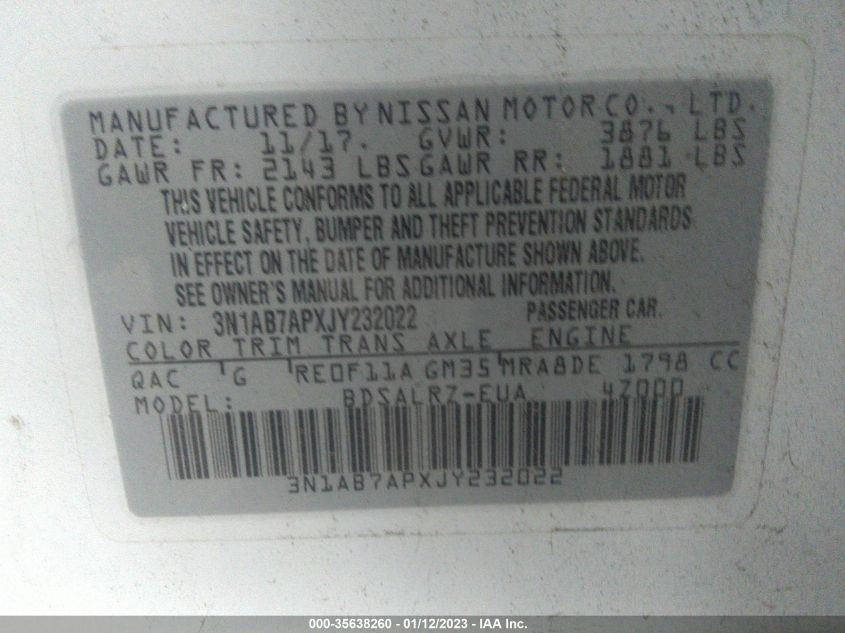 MANUFACTURED BY NISSAN MOTOR CO., LTD.
DATE: 11/17. GVWR: 3876 LBS
GAWR FR: 2143 LBS GAWR RR: 1881 LBS
THIS VEHICLE CONFORMS TO ALL APPLICABLE FEDERAL MOTOR
VEHICLE SAFETY, BUMPER AND THEFT PREVENTION STANDARDS
IN EFFECT ON THE DATE OF MANUFACTURE SHOWN ABOVE.
SEE OWNER'S MANUAL FOR ADDITIONAL INFORMATION.
VIN: 3N1AB7APXJY232022 PASSENGER CAR.
COLOR TRIM TRANS AXLE ENGINE
QAC G RE0F11A GM35 MRA8DE 1798 CC
MODEL: BDSALRZ-EUA 4Z000
3N1AB7APXJY232022
000-35638260 - 01/12/2023 - IAA Inc.